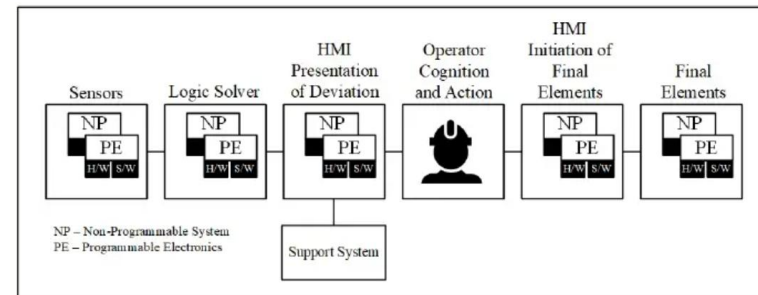 Sensors
Logic Solver
HMI
Presentation
of Deviation
Operator
Cognition
and Action
HMI
Initiation of
Final
Elements
Final
Elements
NP
PE
H/W S/W
NP
PE
H/W S/W
NP
PE
H/W S/W
NP
PE
H/W S/W
NP
PE
H/W S/W
NP – Non-Programmable System
PE – Programmable Electronics
Support System